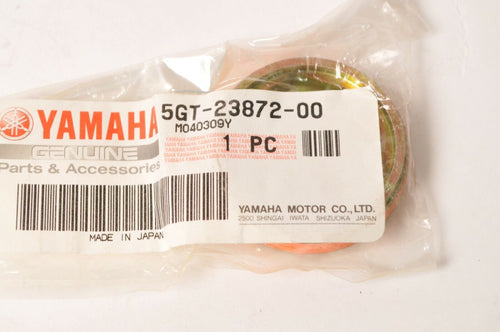 YAMAHA
GENUINE
Parts & Accessories
MADE IN JAPAN
5GT-23872-00
M040309Y
1 PC
YAMAHA MOTOR CO.,LTD.
2500 SHINGAI IWATA SHIZUOKA JAPAN